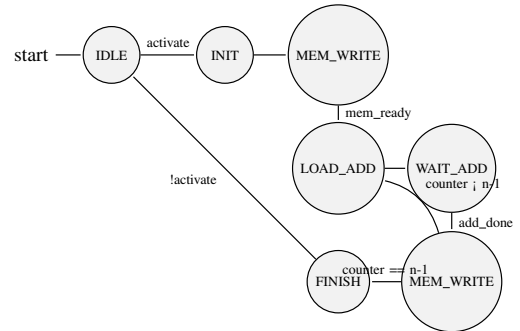 start
IDLE
activate
INIT
MEM_WRITE
mem_ready
LOAD_ADD
WAIT_ADD
counter ¡ n-1
!activate
add_done
counter == n-1
FINISH
MEM_WRITE